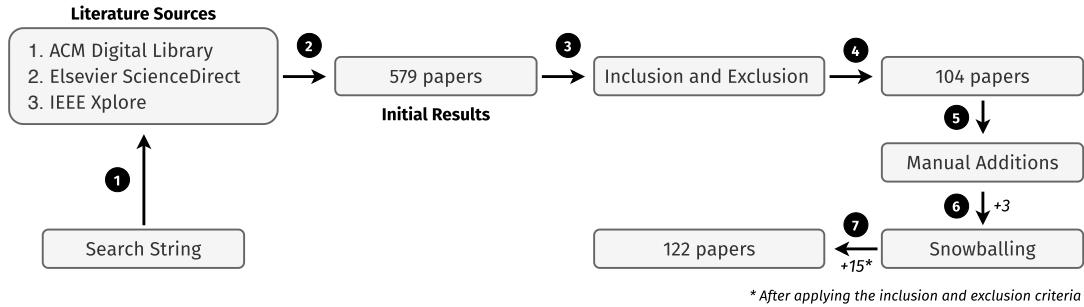 Literature Sources
1. ACM Digital Library
2. Elsevier ScienceDirect
3. IEEE Xplore
2
579 papers
Initial Results
3
Inclusion and Exclusion
4
104 papers
5
Manual Additions
1
6
+3
Search String
122 papers
7
+15*
Snowballing
* After applying the inclusion and exclusion criteria